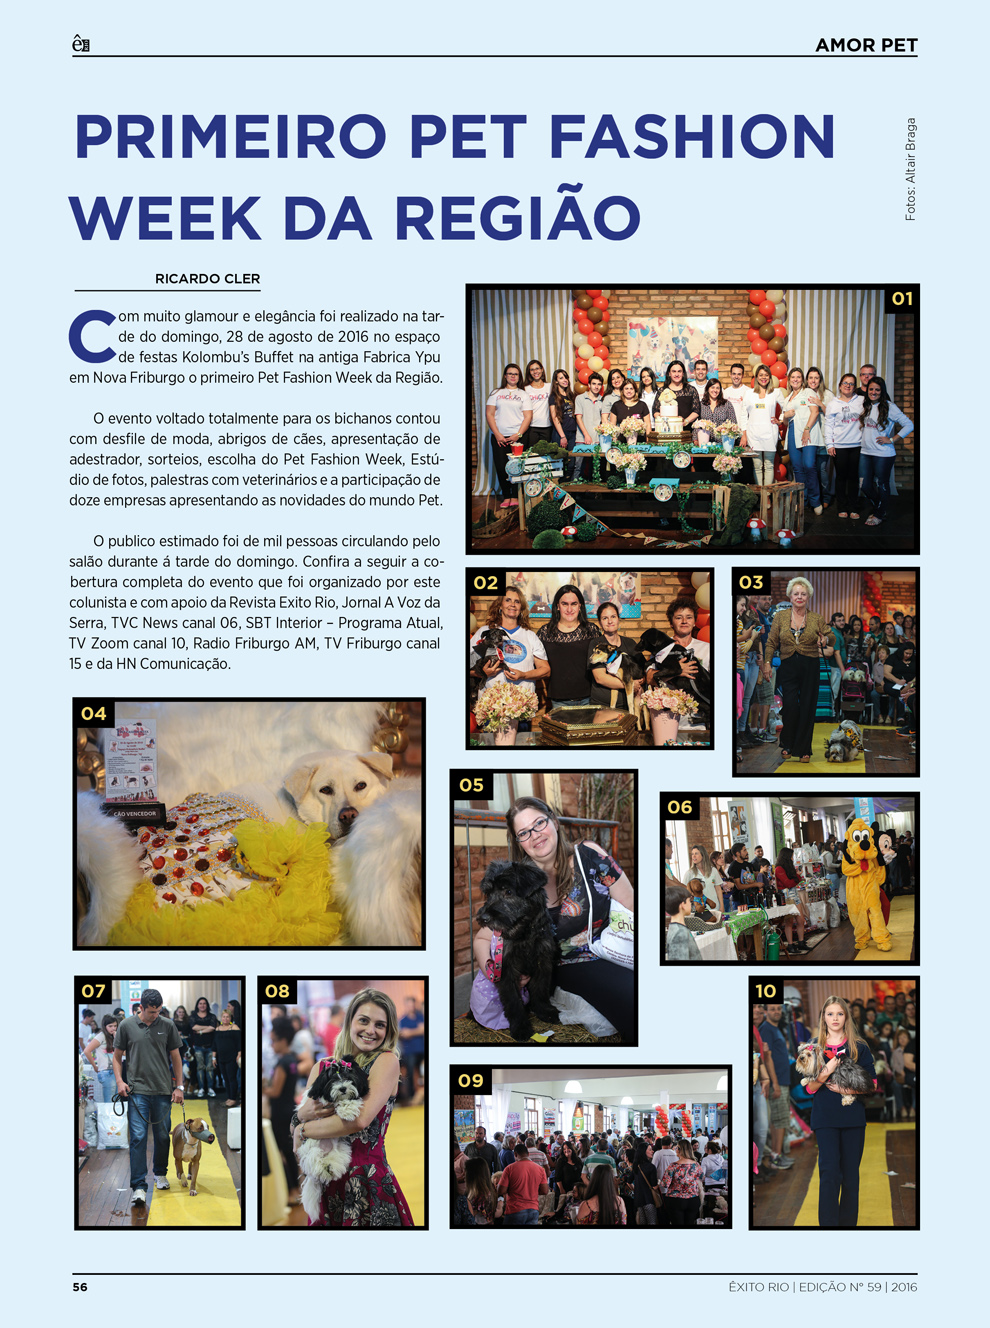 ê
AMOR PET
PRIMEIRO PET FASHION
WEEK DA REGIÃO
Fotos: Altair Braga
RICARDO CLER
Com muito glamour e elegância foi realizado na tar-
de do domingo, 28 de agosto de 2016 no espaço
de festas Kolombu's Buffet na antiga Fabrica Ypu
em Nova Friburgo o primeiro Pet Fashion Week da Região.
O evento voltado totalmente para os bichanos contou
com desfile de moda, abrigos de cães, apresentação de
adestrador, sorteios, escolha do Pet Fashion Week, Estú-
dio de fotos, palestras com veterinários e a participação de
doze empresas apresentando as novidades do mundo Pet.
O publico estimado foi de mil pessoas circulando pelo
salão durante á tarde do domingo. Confira a seguir a co-
bertura completa do evento que foi organizado por este
colunista e com apoio da Revista Exito Rio, Jornal A Voz da
Serra, TVC News canal 06, SBT Interior – Programa Atual,
TV Zoom canal 10, Radio Friburgo AM, TV Friburgo canal
15 e da HN Comunicação.
01
02
03
04
CÃO VENCEDOR
05
06
07
08
09
10
56
ÊXITO RIO | EDIÇÃO N° 59 | 2016